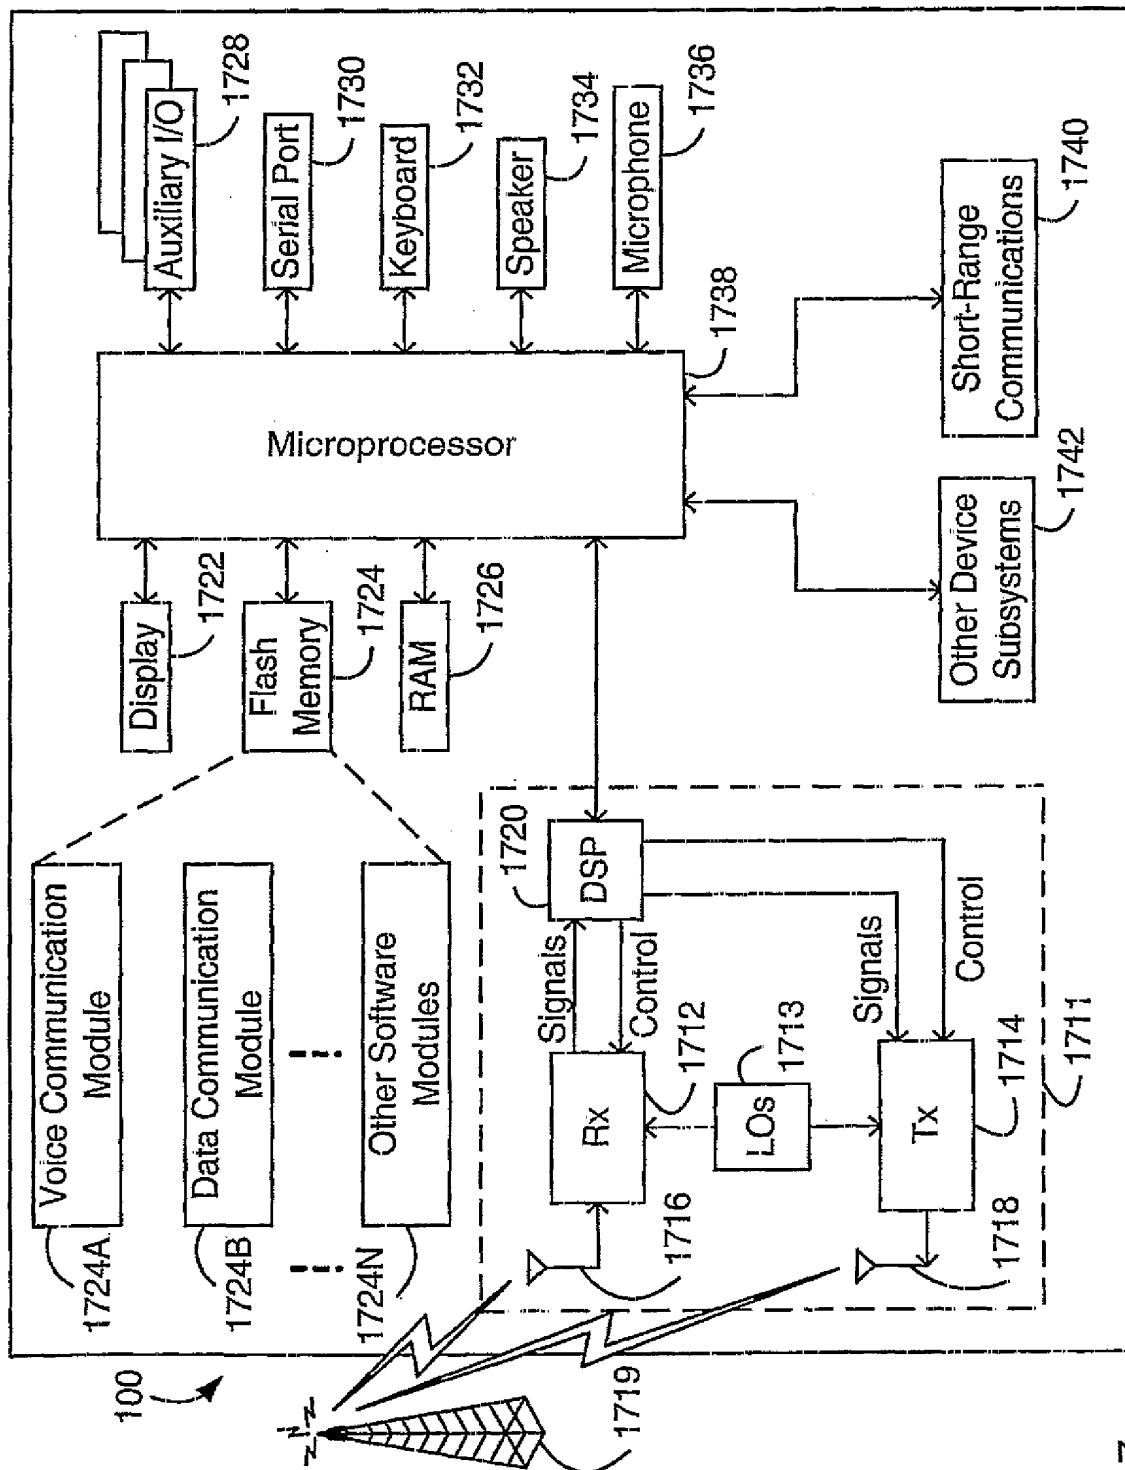 100
1719
1724A
Voice Communication
Module
1724B
Data Communication
Module
1724N
Other Software
Modules
Display
1722
Flash
Memory
1724
RAM
1726
Microprocessor
1738
Auxiliary I/O
1728
Serial Port
1730
Keyboard
1732
Speaker
1734
Microphone
1736
Short-Range
Communications
1740
Other Device
Subsystems
1742
1720
DSP
Signals
Control
Rx
1712
1716
LOs
1713
Signals
Control
Tx
1714
1718
1711